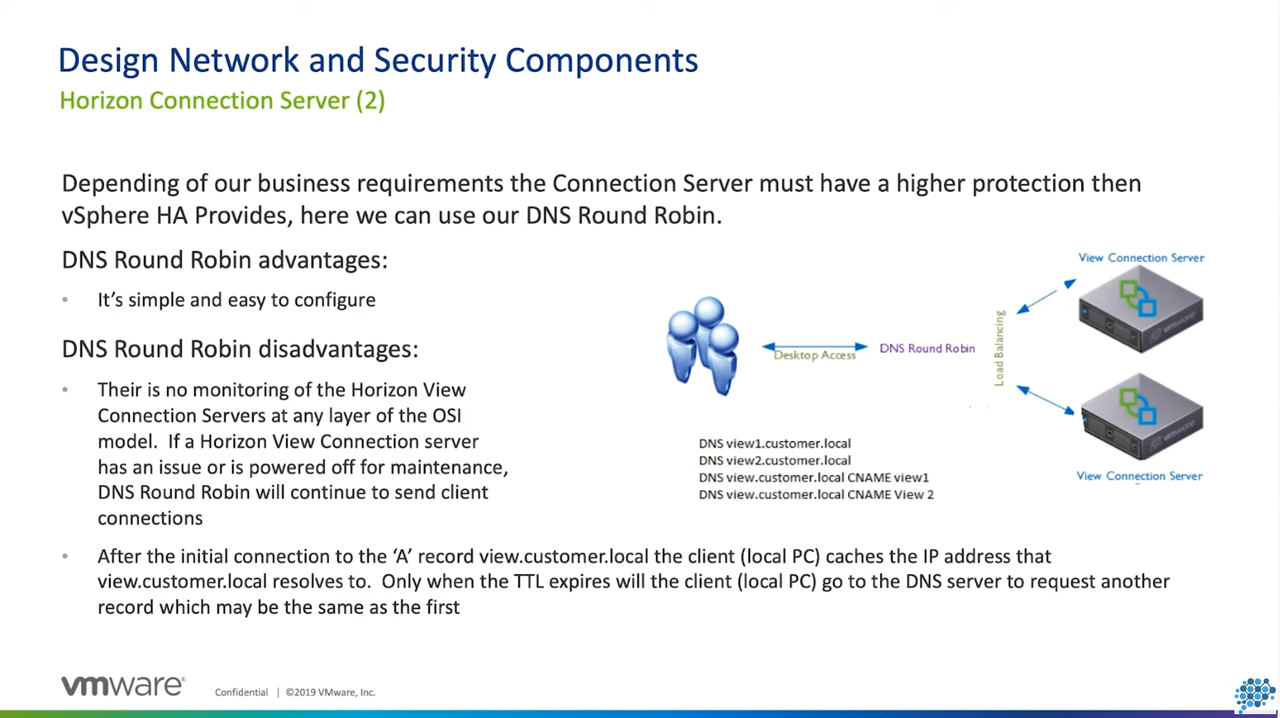 Design Network and Security Components
Horizon Connection Server (2)
Depending of our business requirements the Connection Server must have a higher protection then
vSphere HA Provides, here we can use our DNS Round Robin.
DNS Round Robin advantages:
• It's simple and easy to configure
DNS Round Robin disadvantages:
• Their is no monitoring of the Horizon View
Connection Servers at any layer of the OSI
model. If a Horizon View Connection server
has an issue or is powered off for maintenance,
DNS Round Robin will continue to send client
connections
• After the initial connection to the 'A' record view.customer.local the client (local PC) caches the IP address that
view.customer.local resolves to. Only when the TTL expires will the client (local PC) go to the DNS server to request another
record which may be the same as the first
View Connection Server
Desktop Access
DNS Round Robin
Load Balancing
vmware
vmware
View Connection Server
DNS view1.customer.local
DNS view2.customer.local
DNS view.customer.local CNAME view1
DNS view.customer.local CNAME View 2
vmware®
Confidential | ©2019 VMware, Inc.